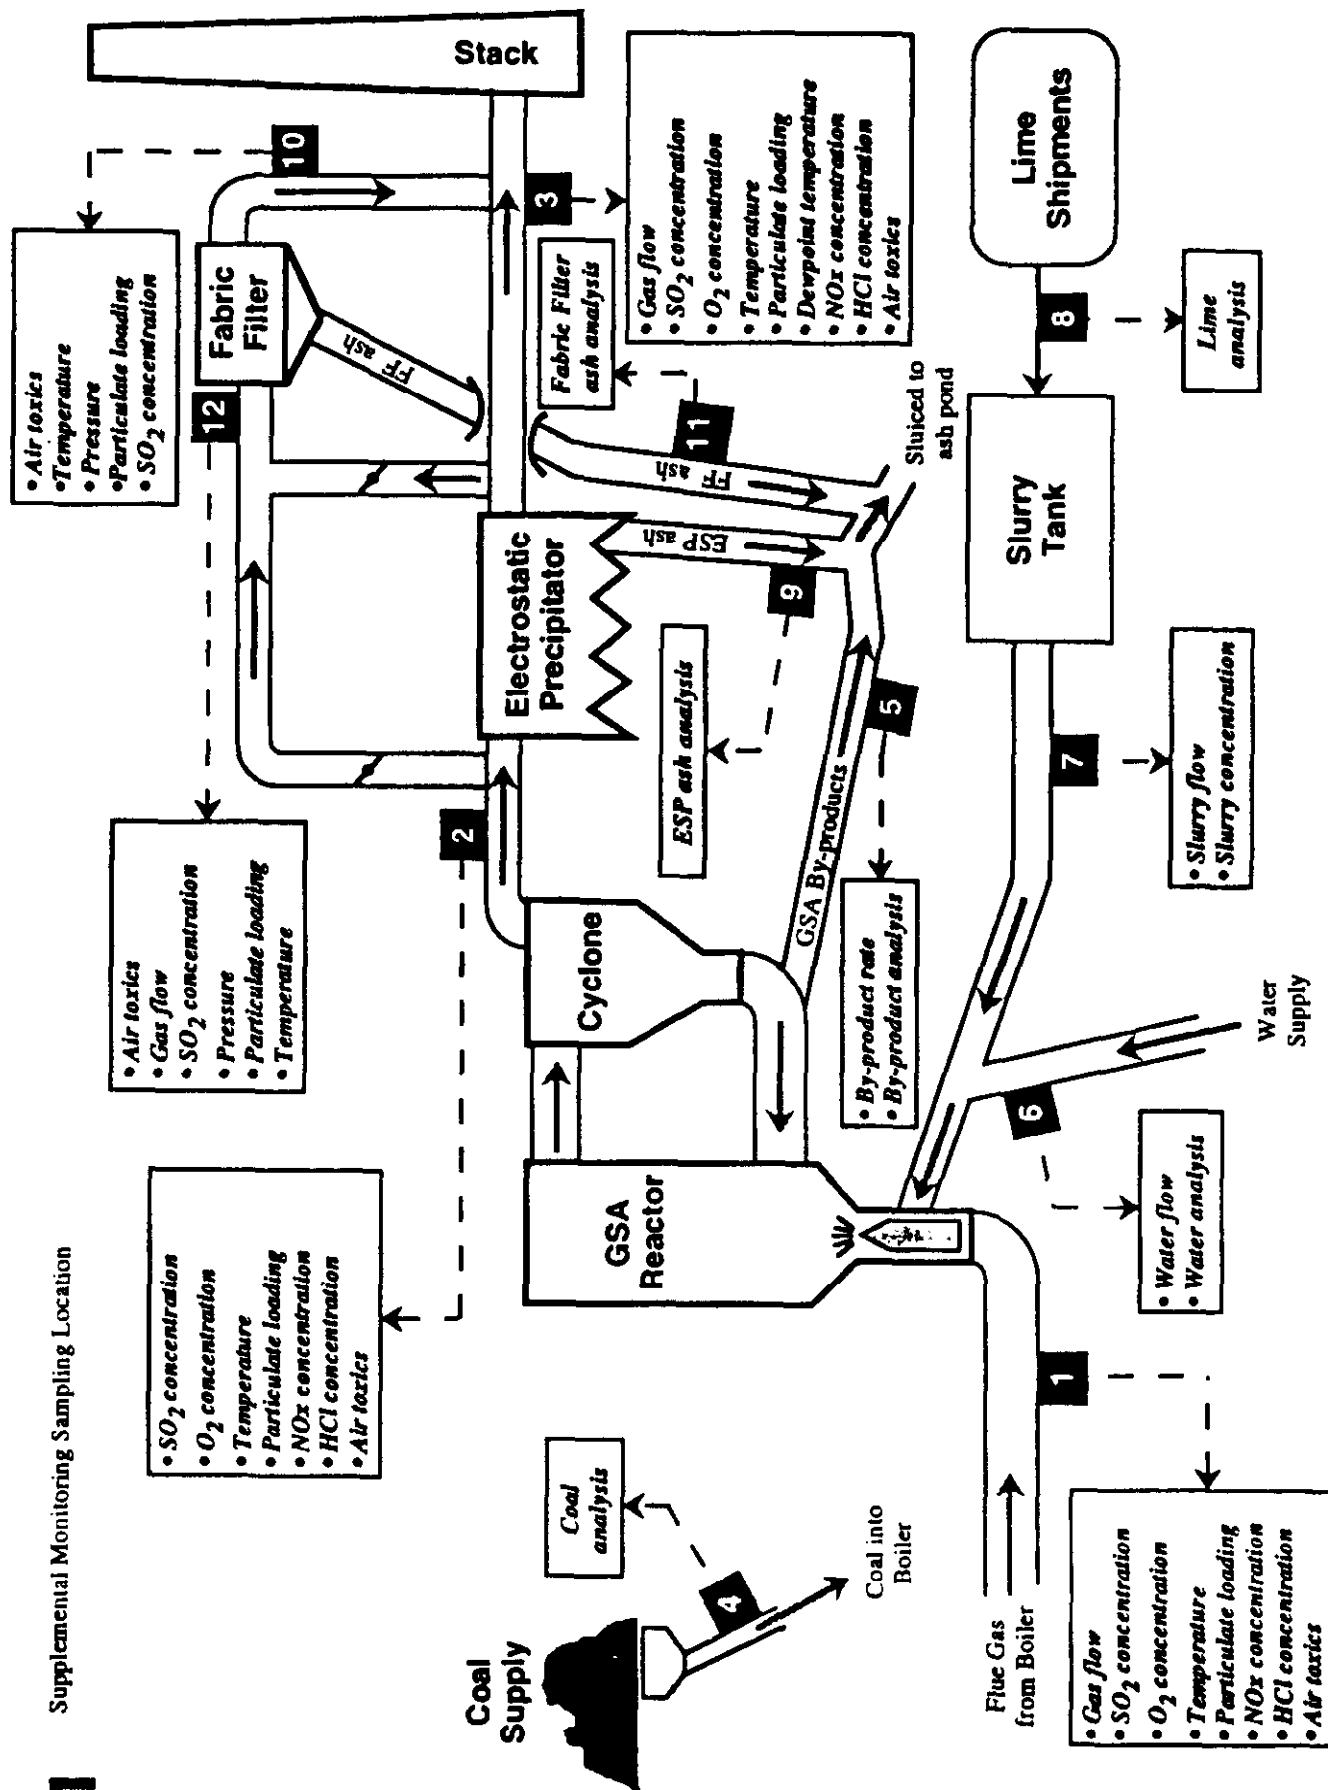 Supplemental Monitoring Sampling Location
• SO2 concentration
• O2 concentration
• Temperature
• Particulate loading
• NOx concentration
• HCl concentration
• Air toxics
• Air toxics
• Gas flow
• SO2 concentration
• Pressure
• Particulate loading
• Temperature
• Air toxics
• Temperature
• Pressure
• Particulate loading
• SO2 concentration
12
10
Fabric
Filter
Stack
FF ash
2
3
Coal
Supply
4
Coal
analysis
Coal into
Boiler
GSA
Reactor
Cyclone
Electrostatic
Precipitator
ESP ash analysis
ESP ash
9
FF ash
11
Fabric Filter
ash analysis
• Gas flow
• SO2 concentration
• O2 concentration
• Temperature
• Particulate loading
• Dewpoint temperature
• NOx concentration
• HCl concentration
• Air toxics
GSA By-products
5
• By-product rate
• By-product analysis
Sluiced to
ash pond
Flue Gas
from Boiler
1
• Gas flow
• SO2 concentration
• O2 concentration
• Temperature
• Particulate loading
• NOx concentration
• HCl concentration
• Air toxics
6
• Water flow
• Water analysis
Water
Supply
7
• Slurry flow
• Slurry concentration
Slurry
Tank
8
Lime
analysis
Lime
Shipments